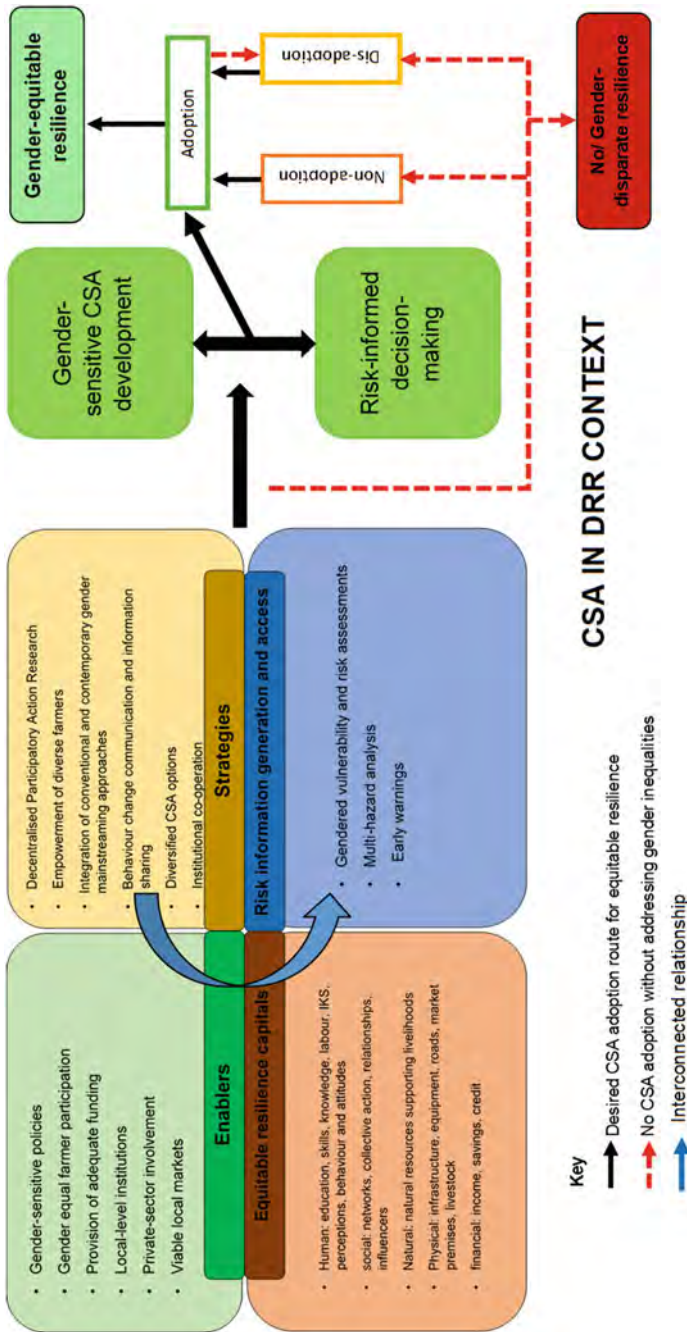 • Gender-sensitive policies
• Gender equal farmer participation
• Provision of adequate funding
• Local-level institutions
• Private-sector involvement
• Viable local markets
Enablers
• Decentralised Participatory Action Research
• Empowerment of diverse farmers
• Integration of conventional and contemporary gender
mainstreaming approaches
• Behaviour change communication and information
sharing
• Diversified CSA options
• Institutional co-operation
Strategies
Equitable resilience capitals
• Human: education, skills, knowledge, labour, IKS,
perceptions, behaviour and attitudes
• social: networks, collective action, relationships,
influencers
• Natural: natural resources supporting livelihoods
• Physical: infrastructure, equipment, roads, market
premises, livestock
• financial: income, savings, credit
Risk information generation and access
• Gendered vulnerability and risk assessments
• Multi-hazard analysis
• Early warnings
Gender-
sensitive CSA
development
Risk-informed
decision-
making
Gender-equitable
resilience
Adoption
Non-adoption
Dis-adoption
No/ Gender-
disparate resilience
CSA IN DRR CONTEXT
Key
Desired CSA adoption route for equitable resilience
No CSA adoption without addressing gender inequalities
Interconnected relationship